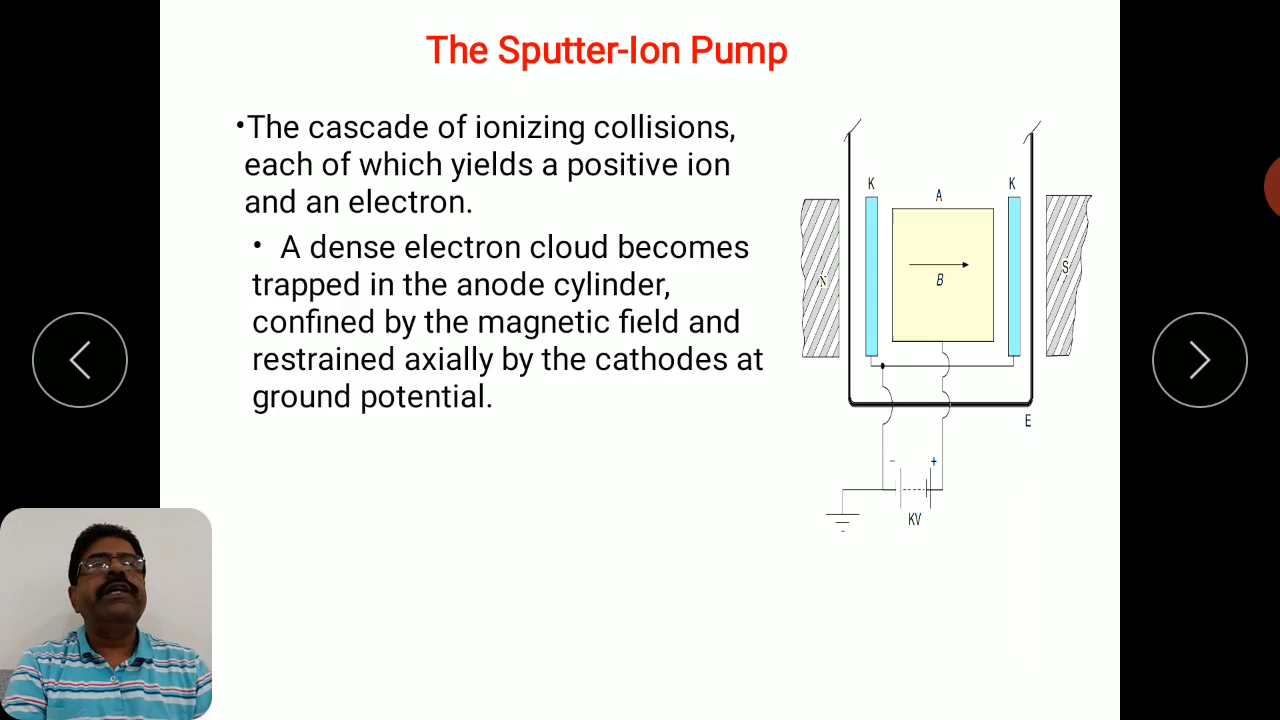 The Sputter-Ion Pump
•The cascade of ionizing collisions,
each of which yields a positive ion
and an electron.
• A dense electron cloud becomes
trapped in the anode cylinder,
confined by the magnetic field and
restrained axially by the cathodes at
ground potential.
K
A
K
B
N
S
E
− +
KV